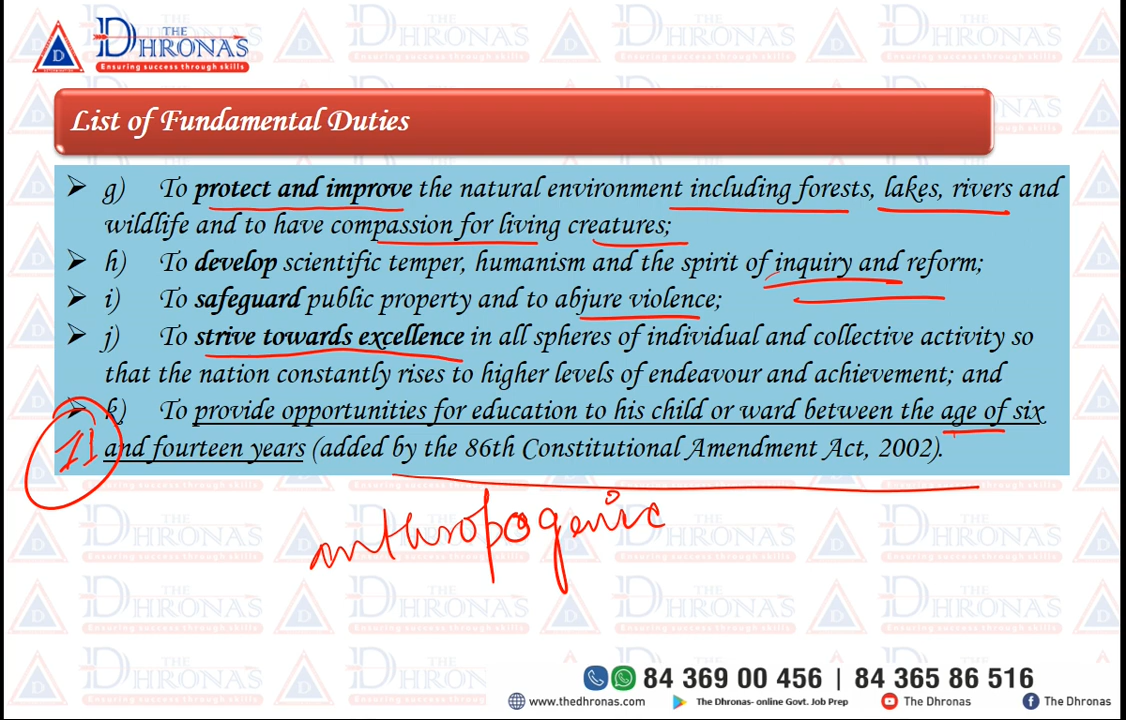 THE
DHRONAS
Ensuring success through skills
List of Fundamental Duties
➤ g) To protect and improve the natural environment including forests, lakes, rivers and
wildlife and to have compassion for living creatures;
➤ h) To develop scientific temper, humanism and the spirit of inquiry and reform;
➤ i) To safeguard public property and to abjure violence;
➤ j) To strive towards excellence in all spheres of individual and collective activity so
that the nation constantly rises to higher levels of endeavour and achievement; and
➤ k) To provide opportunities for education to his child or ward between the age of six
11 and fourteen years (added by the 86th Constitutional Amendment Act, 2002).
anthropogenic
84 369 00 456 | 84 365 86 516
www.thedhronas.com The Dhronas- online Govt. Job Prep The Dhronas The Dhronas